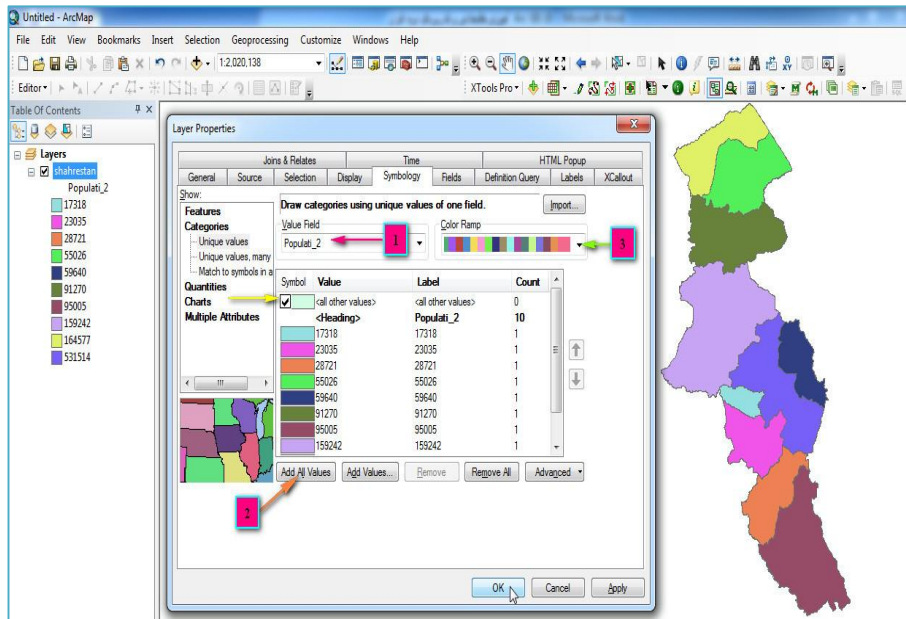 Untitled - ArcMap
File Edit View Bookmarks Insert Selection Geoprocessing Customize Windows Help
1:2,020,138
Editor XTools Pro
Table Of Contents
Layers
shahrestan
Populati_2
17318
23035
28721
55026
59640
91270
95005
159242
164577
531514
Layer Properties
Joins & Relates Time HTML Popup
General Source Selection Display Symbology Fields Definition Query Labels XCallout
Show:
Features
Categories
Unique values
Unique values, many
Match to symbols in a
Quantities
Charts
Multiple Attributes
Draw categories using unique values of one field.
Import...
Value Field
Populati_2
1
Color Ramp
3
Symbol Value Label Count
<all other values> <all other values> 0
<Heading> Populati_2 10
17318 17318 1
23035 23035 1
28721 28721 1
55026 55026 1
59640 59640 1
91270 91270 1
95005 95005 1
159242 159242 1
Add All Values Add Values... Remove Remove All Advanced
2
OK Cancel Apply